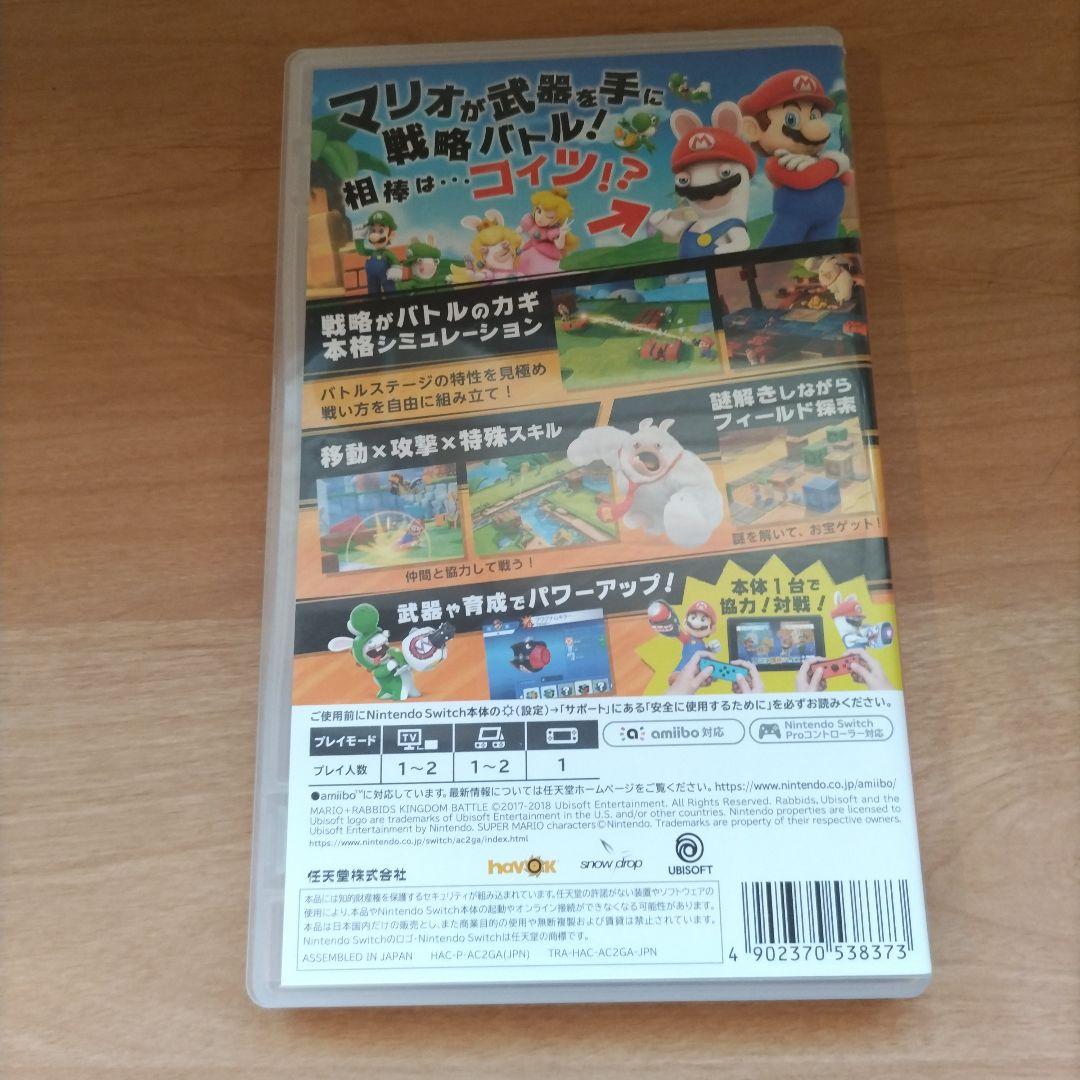 マリオが武器を手に
戦略バトル!
相棒は…コイツ!?
戦略がバトルのカギ
本格シミュレーション
バトルステージの特性を見極め
戦い方を自由に組み立て!
謎解きしながら
フィールド探索
移動×攻撃×特殊スキル
謎を解いて、お宝ゲット!
仲間と協力して戦う!
武器や育成でパワーアップ!
本体1台で
協力!対戦!
ご使用前にNintendo Switch本体の(設定)→「サポート」にある「安全に使用するために」を必ずお読みください。
プレイモード TV
プレイ人数 1~2 1~2 1
amiibo対応
Nintendo Switch
Proコントローラー対応
●amiibo™に対応しています。最新情報については任天堂ホームページをご覧ください。https://www.nintendo.co.jp/amiibo/
MARIO+RABBIDS KINGDOM BATTLE ©2017-2018 Ubisoft Entertainment. All Rights Reserved. Rabbids, Ubisoft and the
Ubisoft logo are trademarks of Ubisoft Entertainment in the U.S. and/or other countries. Nintendo properties are licensed to
Ubisoft Entertainment by Nintendo. SUPER MARIO characters©Nintendo. Trademarks are property of their respective owners.
https://www.nintendo.co.jp/switch/ac2ga/index.html
任天堂株式会社
havok
snowdrop
UBISOFT
本品には知的財産権を保護するセキュリティが組み込まれています。任天堂の許諾がない装置やソフトウェアの
使用により、本品やNintendo Switch本体の起動やオンライン接続ができなくなる可能性があります。
本品は日本国内だけの販売とし、また商業目的の使用や無断複製および賃貸は禁止されています。
Nintendo Switchのロゴ・Nintendo Switchは任天堂の商標です。
ASSEMBLED IN JAPAN HAC-P-AC2GA(JPN) TRA-HAC-AC2GA-JPN
4 902370 538373